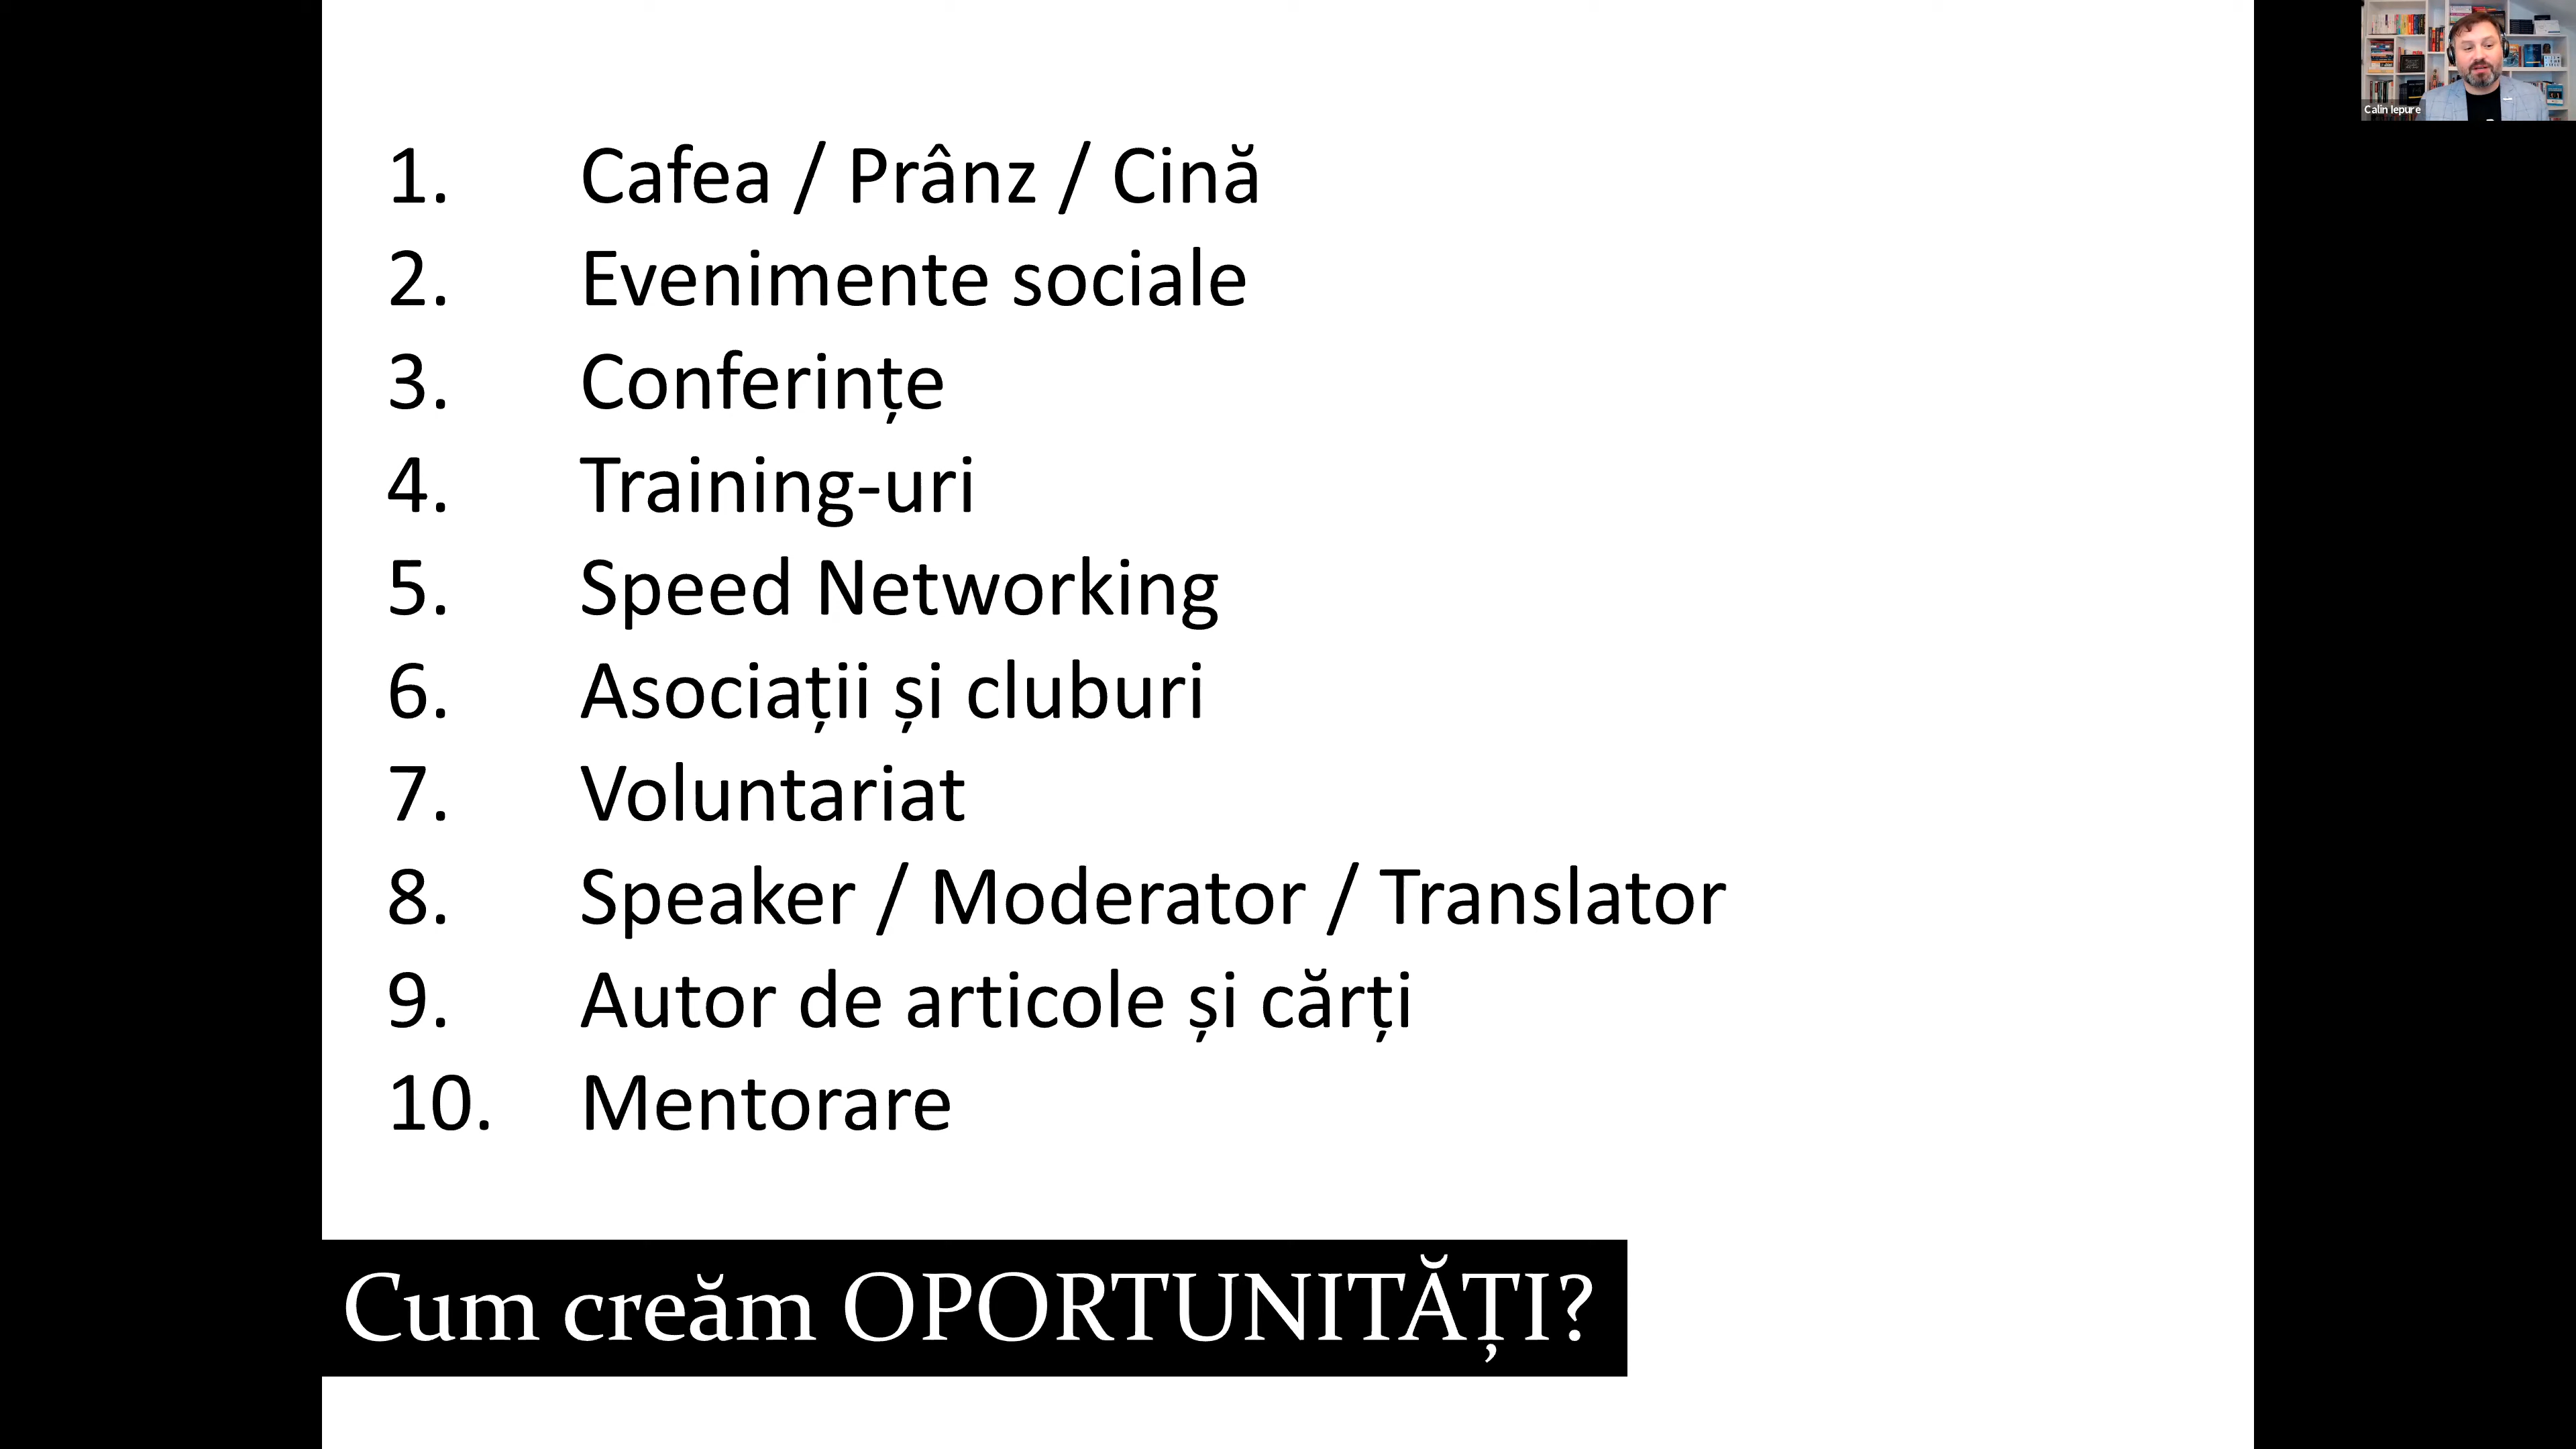 1. Cafea / Prânz / Cină
2. Evenimente sociale
3. Conferințe
4. Training-uri
5. Speed Networking
6. Asociații și cluburi
7. Voluntariat
8. Speaker / Moderator / Translator
9. Autor de articole și cărți
10. Mentorare
Cum creăm OPORTUNITĂȚI?
Calin Iepure